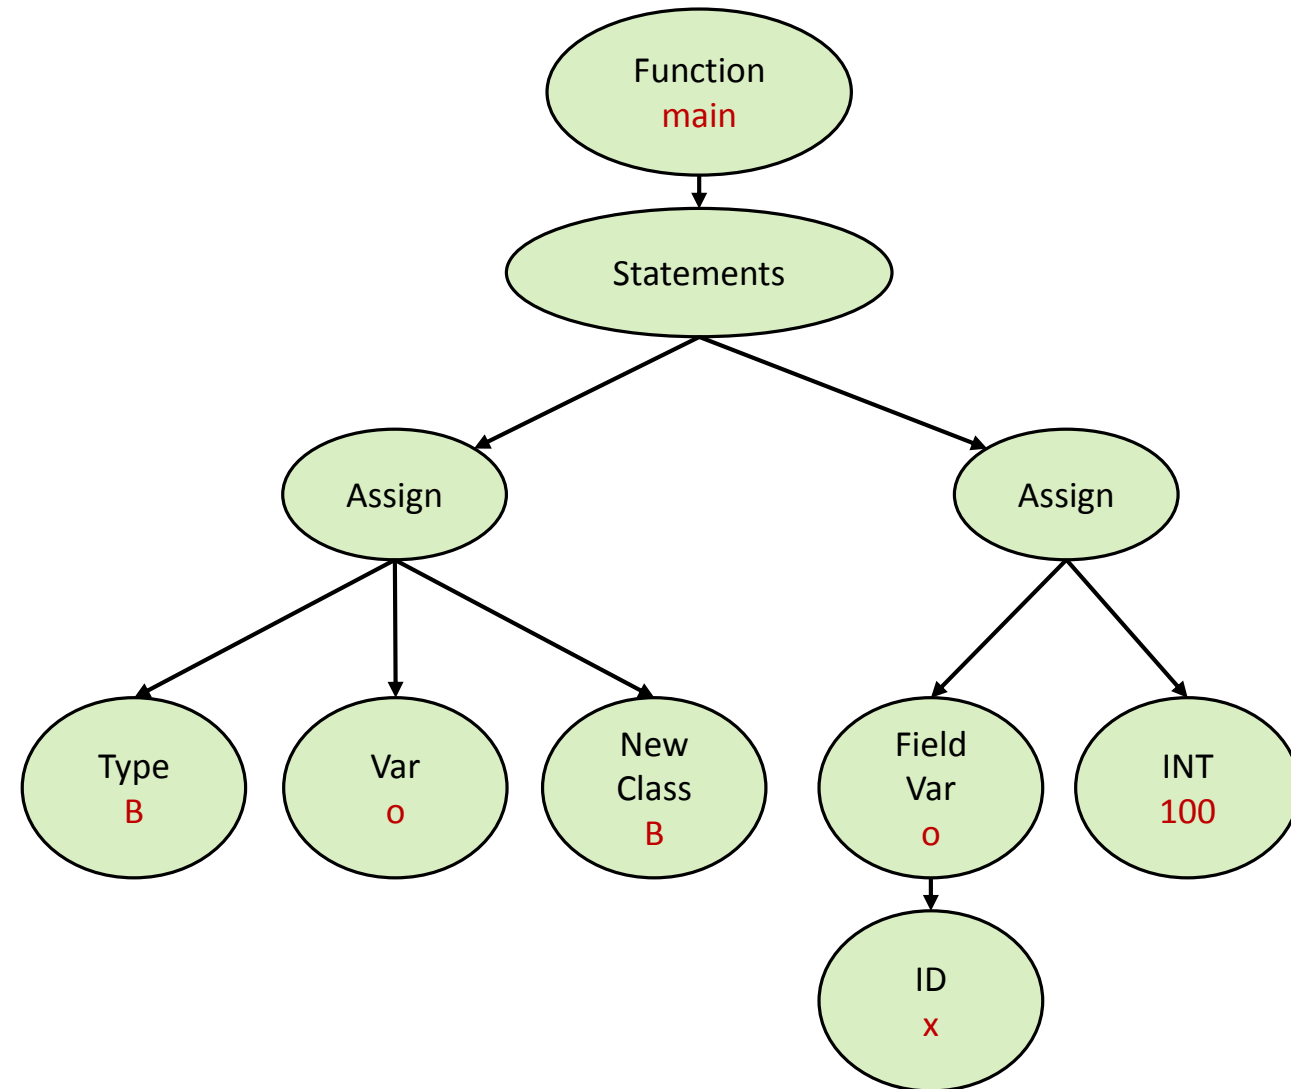 Function
main
Statements
Assign
Assign
Type
B
Var
o
New
Class
B
Field
Var
o
INT
100
ID
x